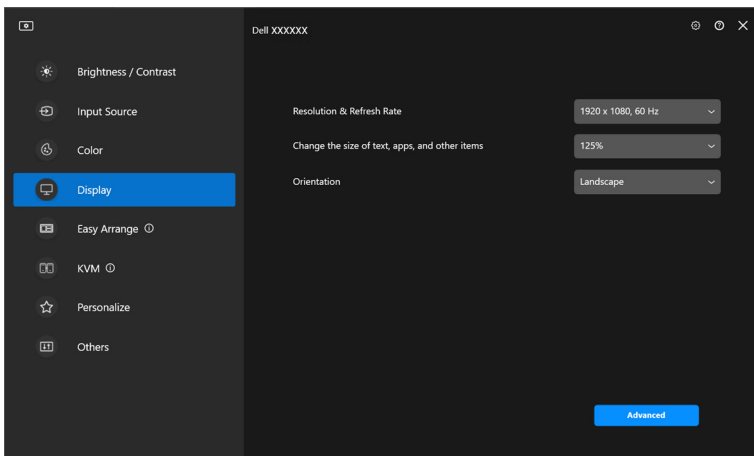 Dell XXXXXX
Brightness / Contrast
Input Source
Color
Display
Easy Arrange
KVM
Personalize
Others
Resolution & Refresh Rate
1920 x 1080, 60 Hz
Change the size of text, apps, and other items
125%
Orientation
Landscape
Advanced